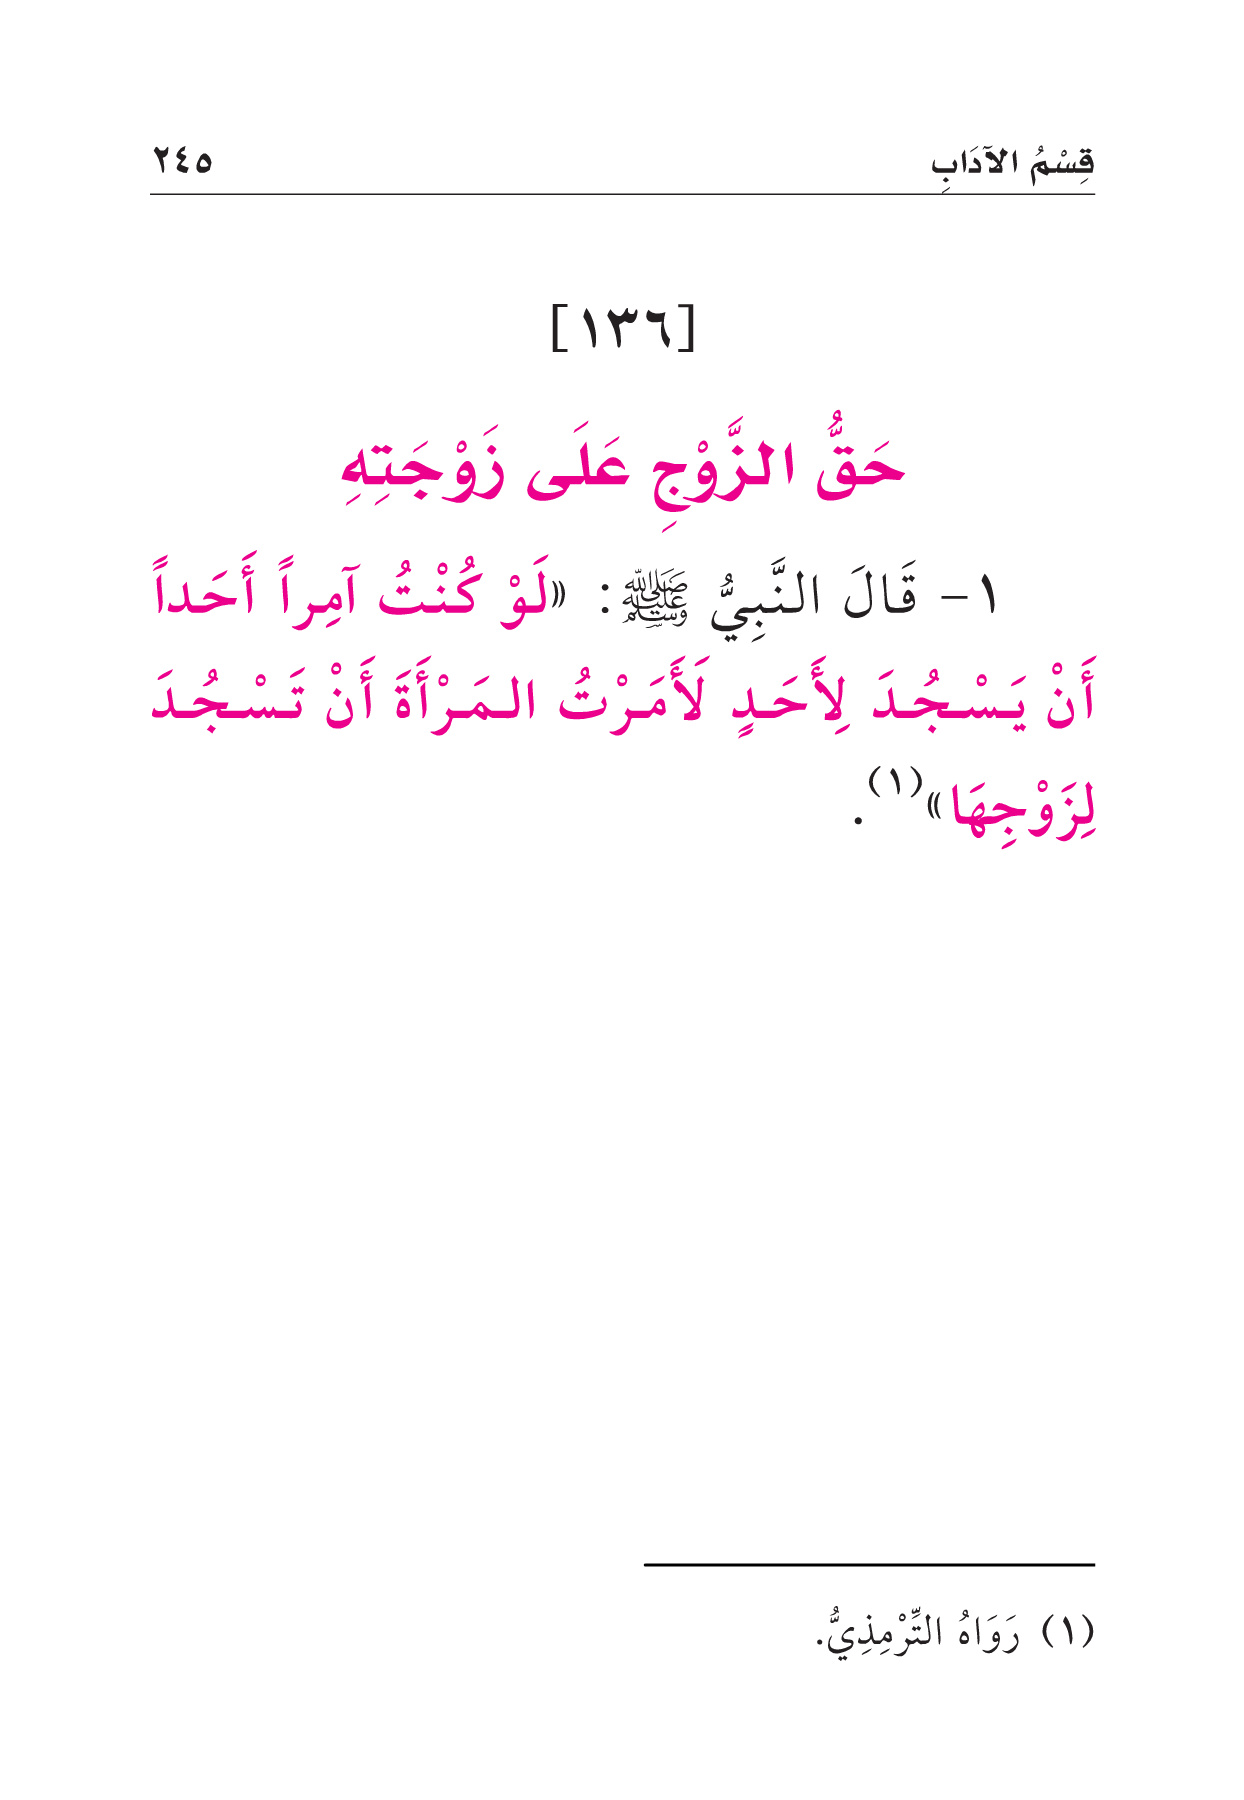 قِسْمُ الآدَابِ ٢٤٥
[١٣٦]
حَقُّ الزَّوْجِ عَلَى زَوْجَتِهِ
١- قَالَ النَّبِيُّ ﷺ: «لَوْ كُنْتُ آمِراً أَحَداً
أَنْ يَسْجُدَ لِأَحَدٍ لَأَمَرْتُ المَرْأَةَ أَنْ تَسْجُدَ
لِزَوْجِهَا»(١).
(١) رَوَاهُ التِّرْمِذِيُّ.